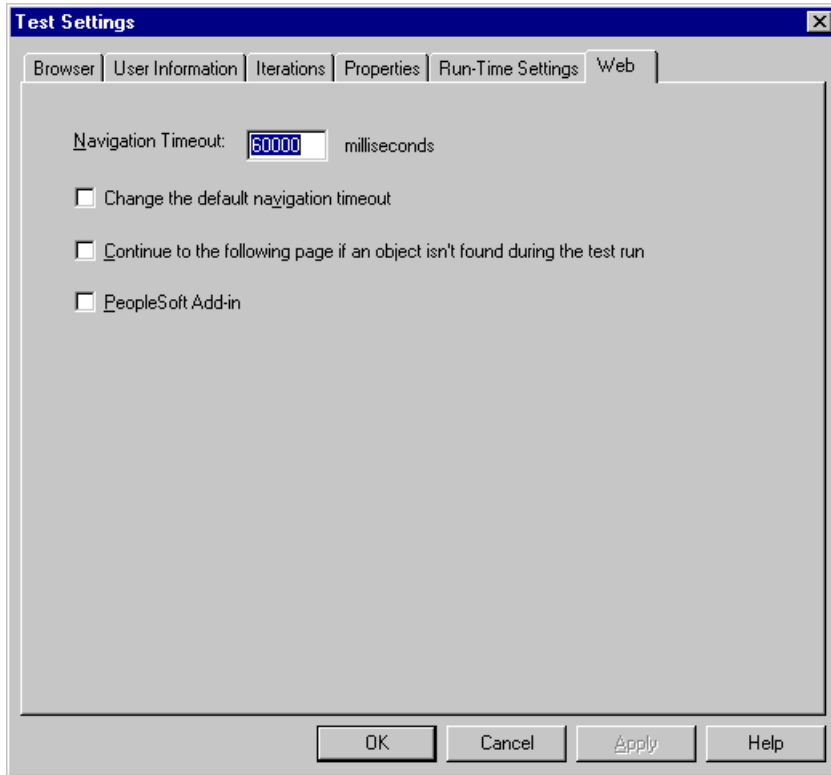 Test Settings
Browser User Information Iterations Properties Run-Time Settings Web
Navigation Timeout: 60000 milliseconds
Change the default navigation timeout
Continue to the following page if an object isn't found during the test run
PeopleSoft Add-in
OK Cancel Apply Help